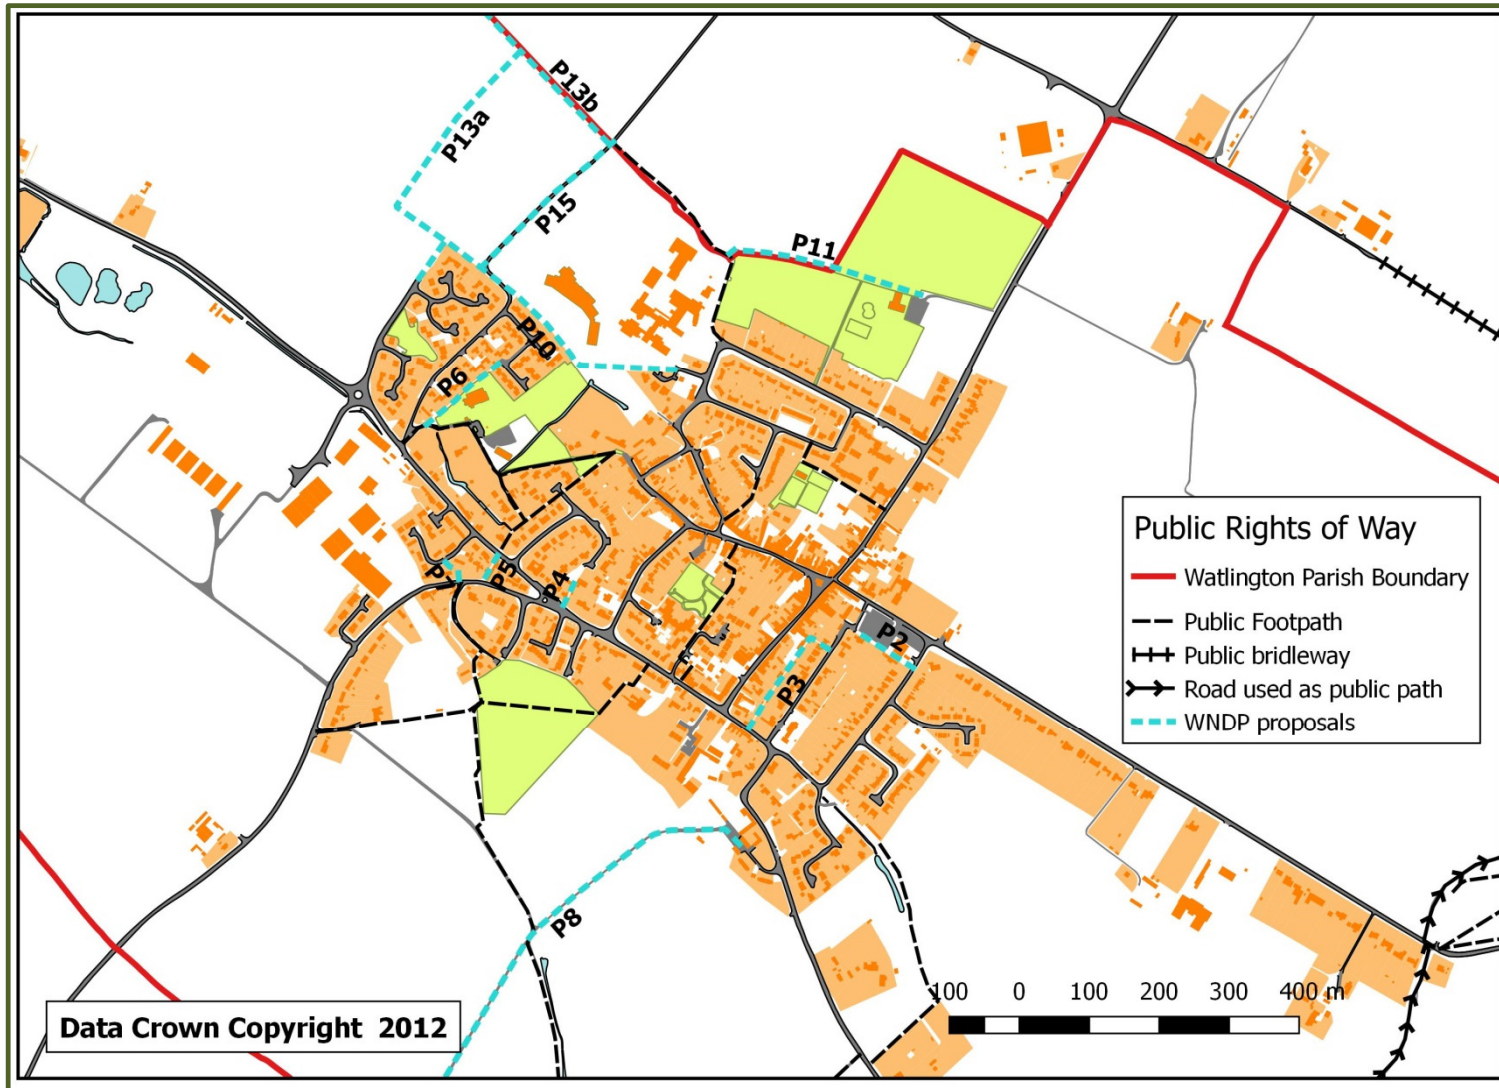 P13b
P13a
P15
P11
P10
P6
P7
P5
P4
P2
P3
P8
Public Rights of Way
Watlington Parish Boundary
Public Footpath
Public bridleway
Road used as public path
WNDP proposals
100 0 100 200 300 400 m
Data Crown Copyright 2012